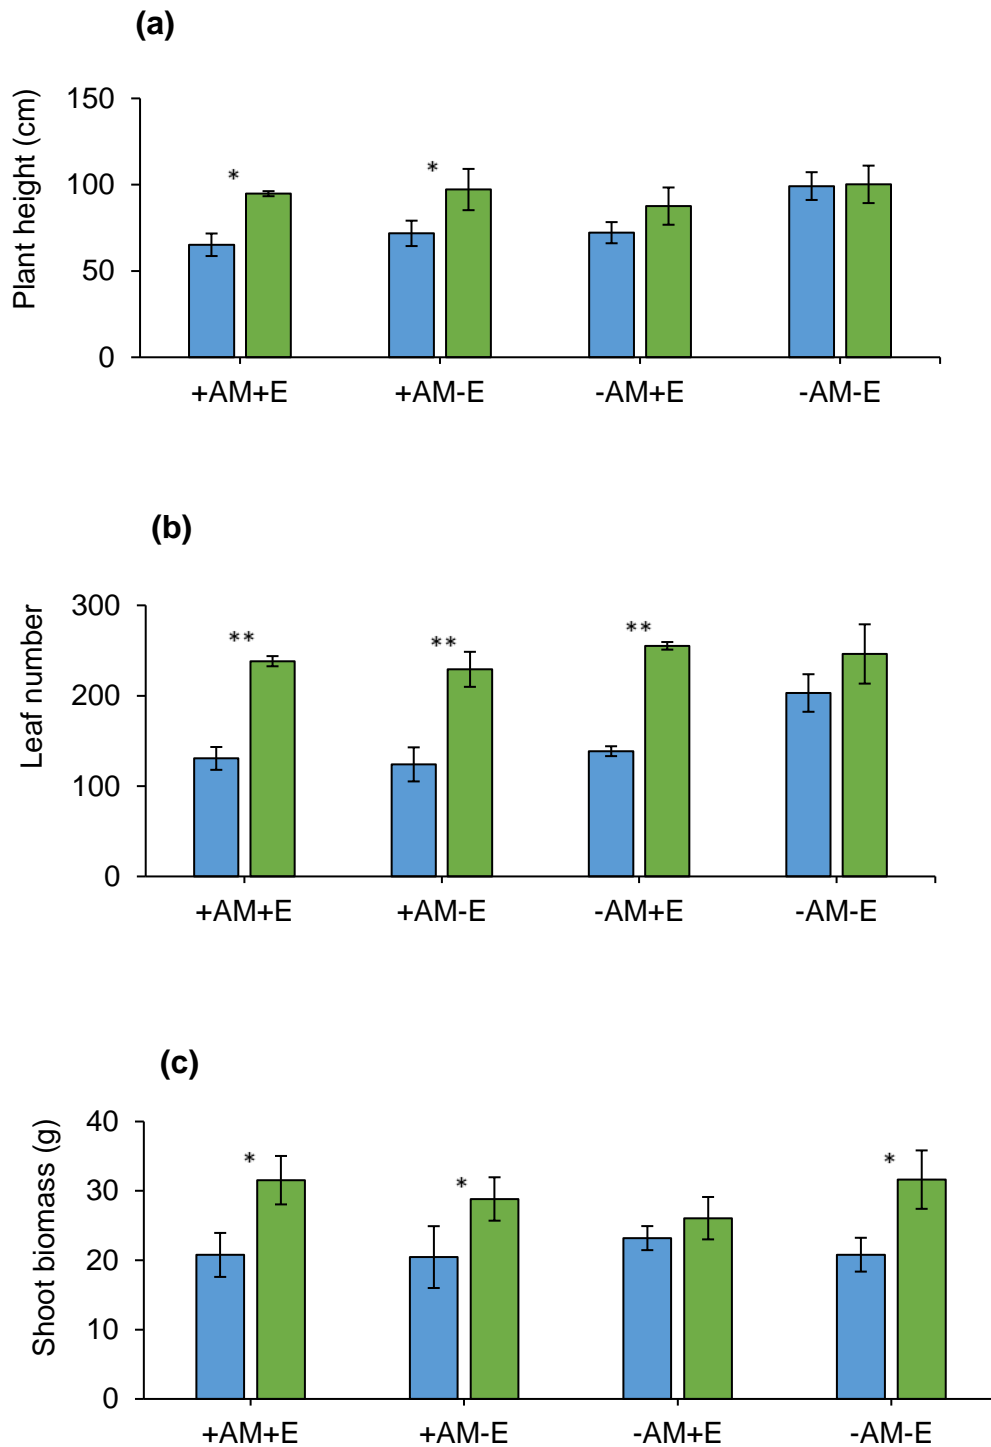 (a)
Plant height (cm)
150
100
50
0
* *
+AM+E +AM-E -AM+E -AM-E
(b)
Leaf number
300
200
100
0
** ** **
+AM+E +AM-E -AM+E -AM-E
(c)
Shoot biomass (g)
40
30
20
10
0
* * *
+AM+E +AM-E -AM+E -AM-E